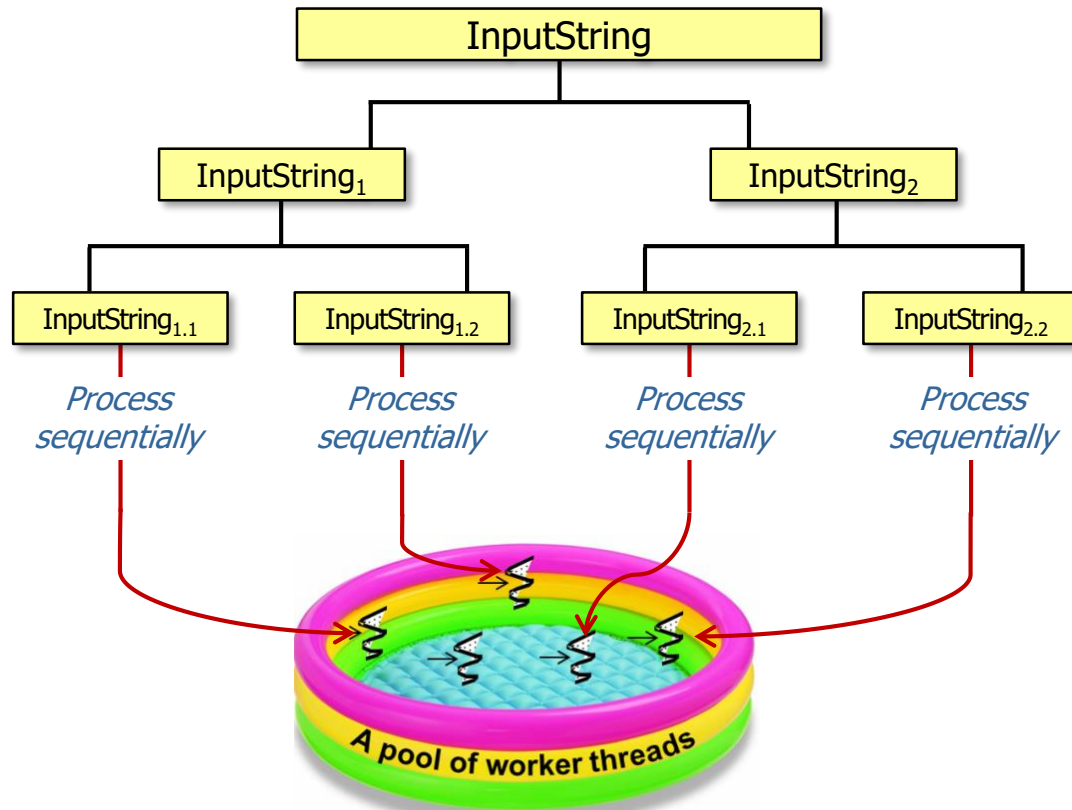 InputString
InputString₁
InputString₂
InputString₁.₁
InputString₁.₂
InputString₂.₁
InputString₂.₂
Process
sequentially
Process
sequentially
Process
sequentially
Process
sequentially
A pool of worker threads